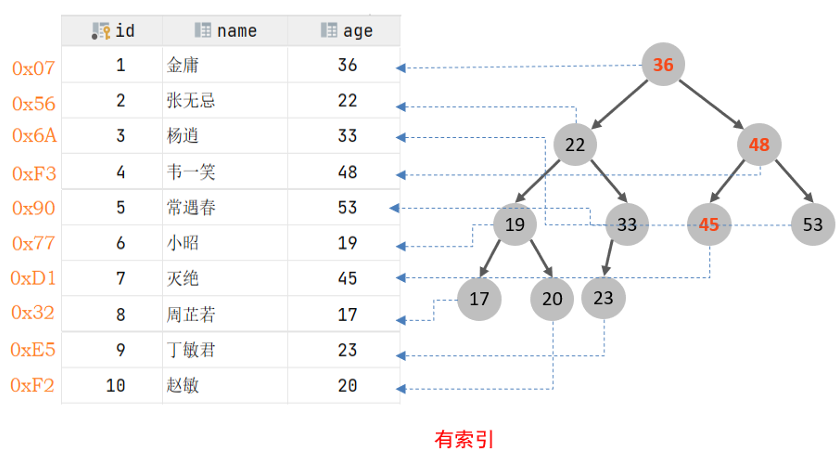 id name age
0x07 1 金庸 36
0x56 2 张无忌 22
0x6A 3 杨逍 33
0xF3 4 韦一笑 48
0x90 5 常遇春 53
0x77 6 小昭 19
0xD1 7 灭绝 45
0x32 8 周芷若 17
0xE5 9 丁敏君 23
0xF2 10 赵敏 20
36
22 48
19 33 45 53
17 20 23
有索引